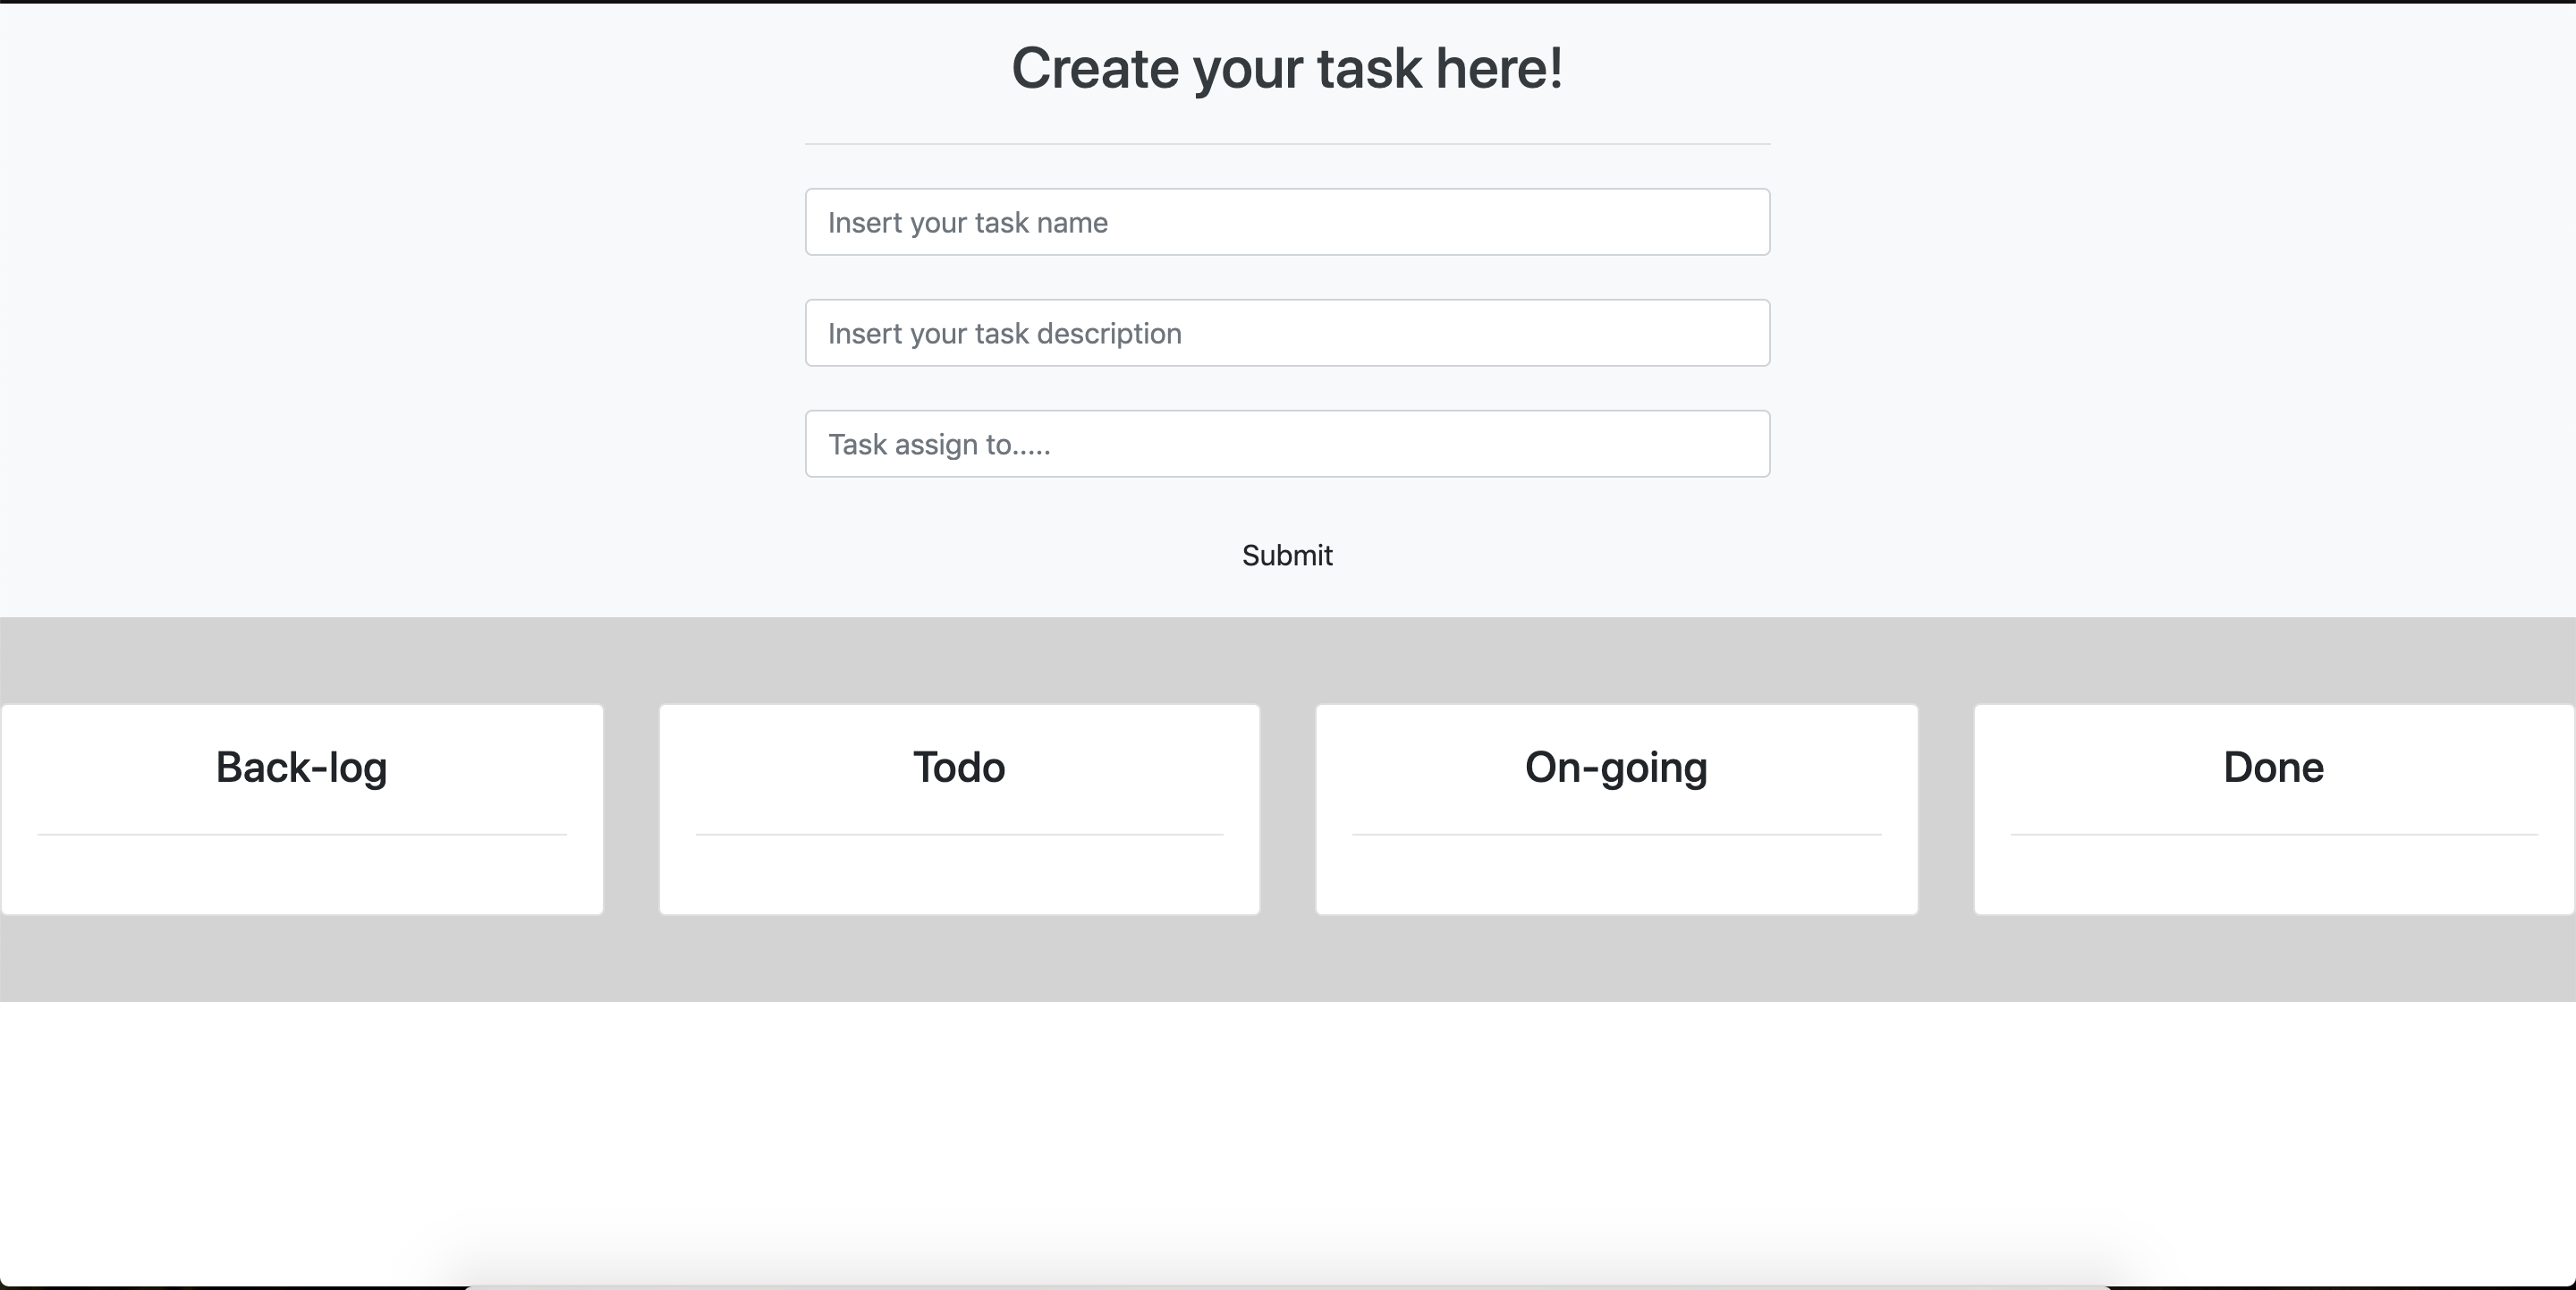 Create your task here!
Insert your task name
Insert your task description
Task assign to.....
Submit
Back-log
Todo
On-going
Done